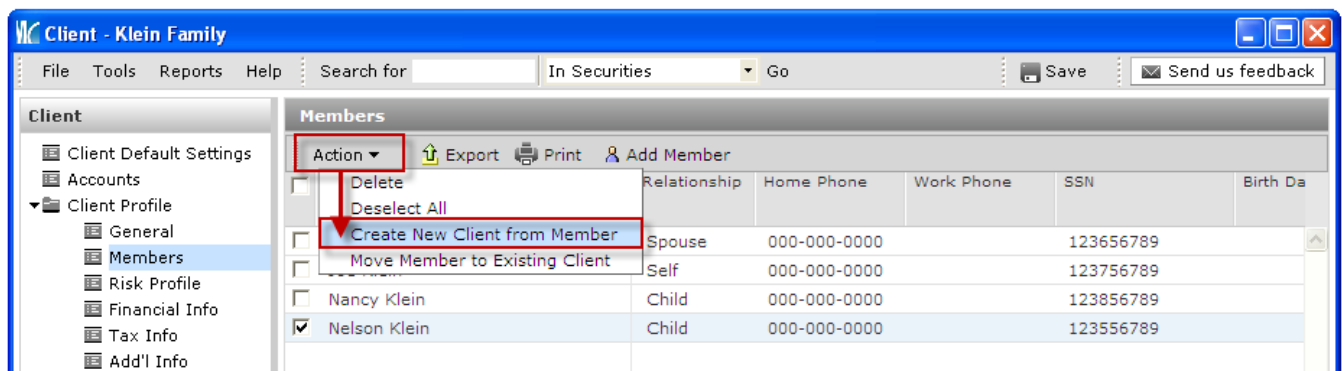 Client - Klein Family
File Tools Reports Help Search for In Securities Go Save Send us feedback
Client
Members
Client Default Settings
Accounts
Client Profile
General
Members
Risk Profile
Financial Info
Tax Info
Add'l Info
Action Export Print Add Member
Relationship Home Phone Work Phone SSN Birth Da
Delete
Deselect All
Create New Client from Member
Move Member to Existing Client
Spouse 000-000-0000 123656789
Self 000-000-0000 123756789
Nancy Klein Child 000-000-0000 123856789
Nelson Klein Child 000-000-0000 123556789